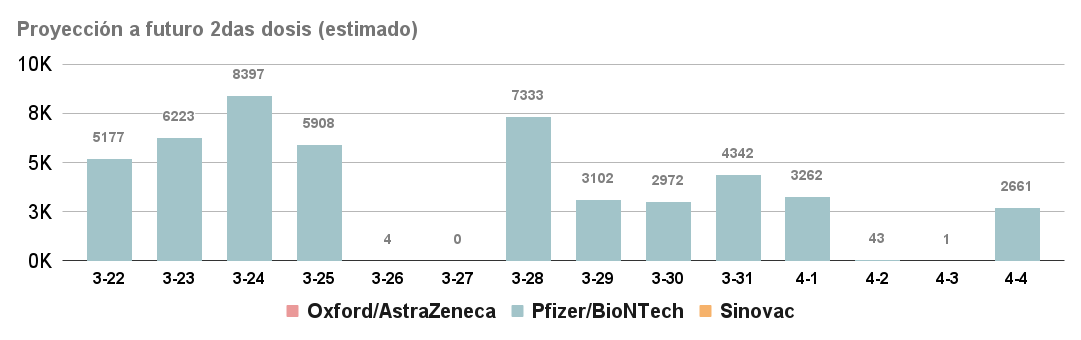 Proyección a futuro 2das dosis (estimado)
10K
8K
5K
3K
0K
5177
6223
8397
5908
4
0
7333
3102
2972
4342
3262
43
1
2661
3-22 3-23 3-24 3-25 3-26 3-27 3-28 3-29 3-30 3-31 4-1 4-2 4-3 4-4
Oxford/AstraZeneca Pfizer/BioNTech Sinovac